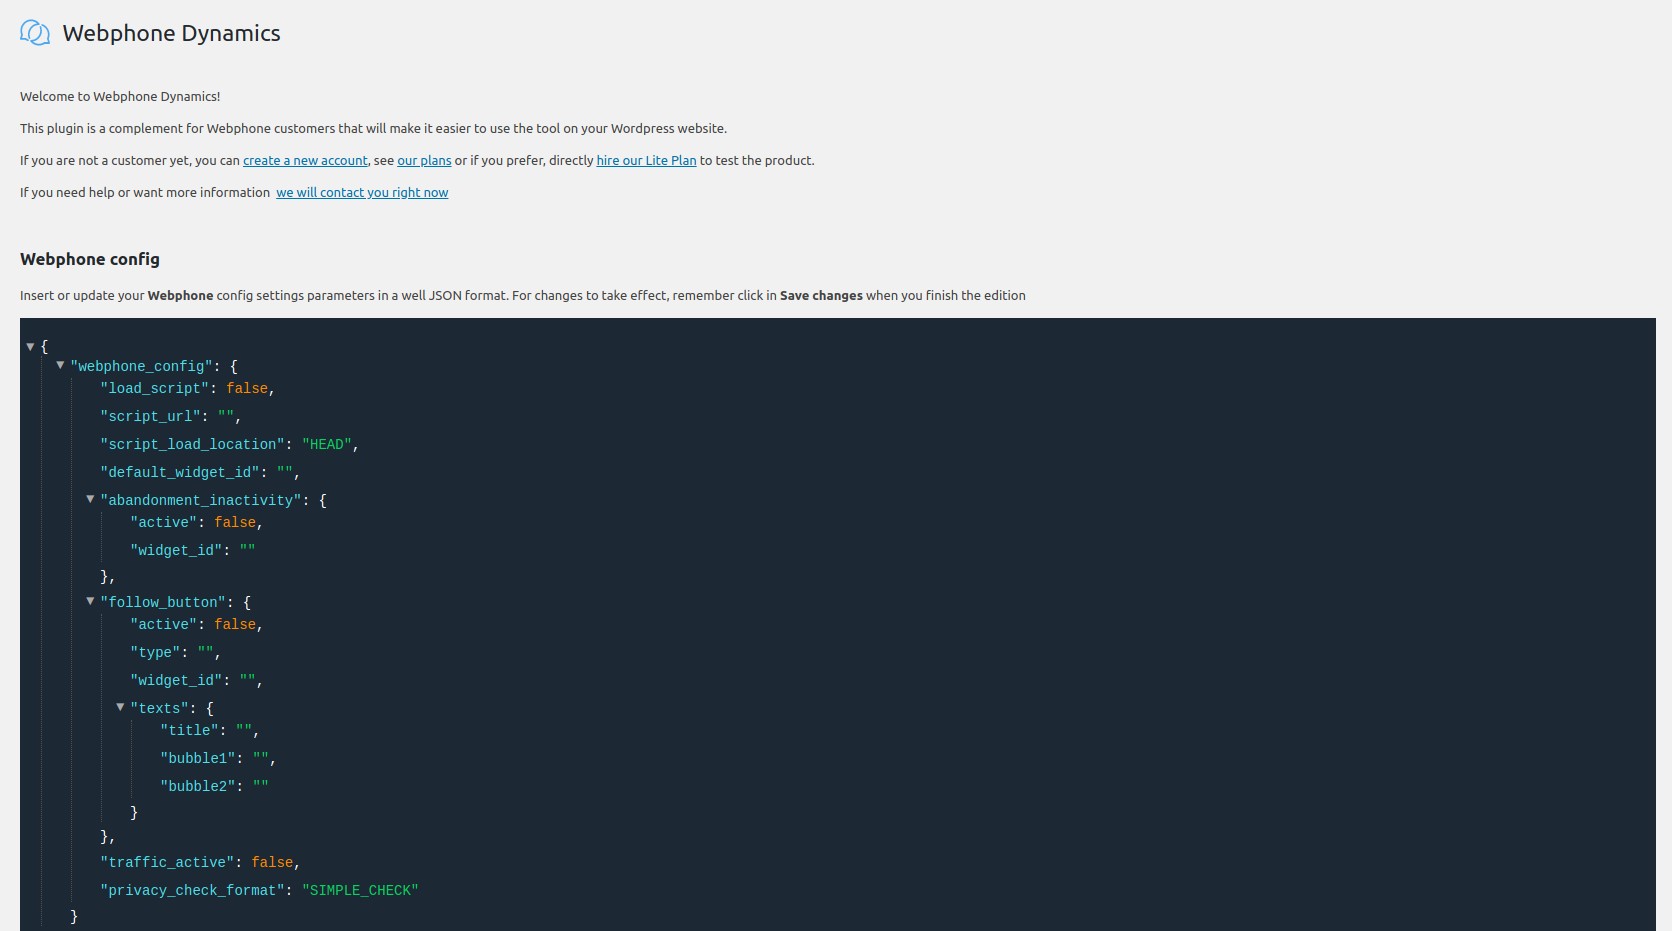 Webphone Dynamics
Welcome to Webphone Dynamics!
This plugin is a complement for Webphone customers that will make it easier to use the tool on your Wordpress website.
If you are not a customer yet, you can create a new account, see our plans or if you prefer, directly hire our Lite Plan to test the product.
If you need help or want more information we will contact you right now
Webphone config
Insert or update your Webphone config settings parameters in a well JSON format. For changes to take effect, remember click in Save changes when you finish the edition
{
"webphone_config": {
"load_script": false,
"script_url": "",
"script_load_location": "HEAD",
"default_widget_id": "",
"abandonment_inactivity": {
"active": false,
"widget_id": ""
},
"follow_button": {
"active": false,
"type": "",
"widget_id": "",
"texts": {
"title": "",
"bubble1": "",
"bubble2": ""
}
},
"traffic_active": false,
"privacy_check_format": "SIMPLE_CHECK"
}